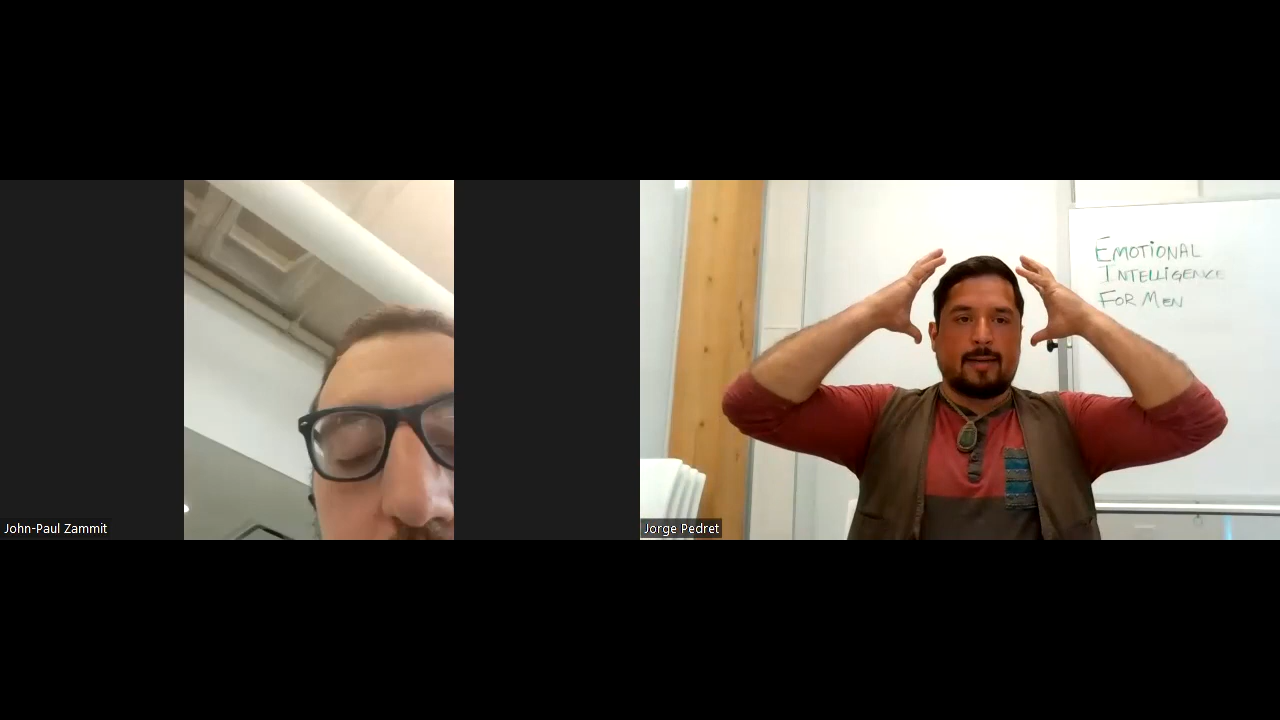 EMOTIONAL
INTELLIGENCE
FOR MEN
John-Paul Zammit
Jorge Pedret